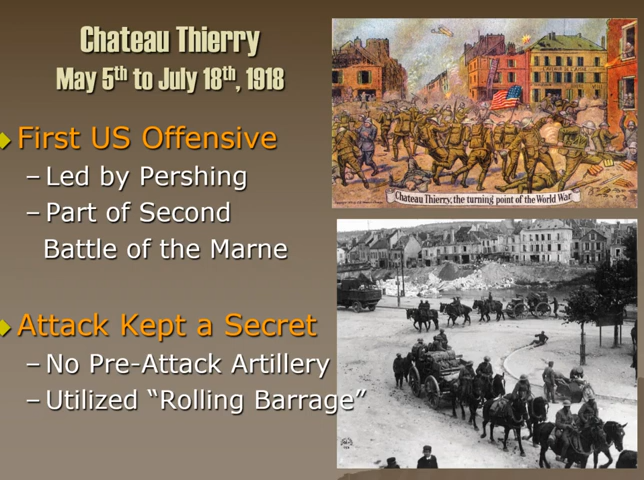 Chateau Thierry
May 5th to July 18th, 1918
First US Offensive
– Led by Pershing
– Part of Second
Battle of the Marne
Attack Kept a Secret
– No Pre-Attack Artillery
– Utilized “Rolling Barrage”
Chateau Thierry, the turning point of the World War